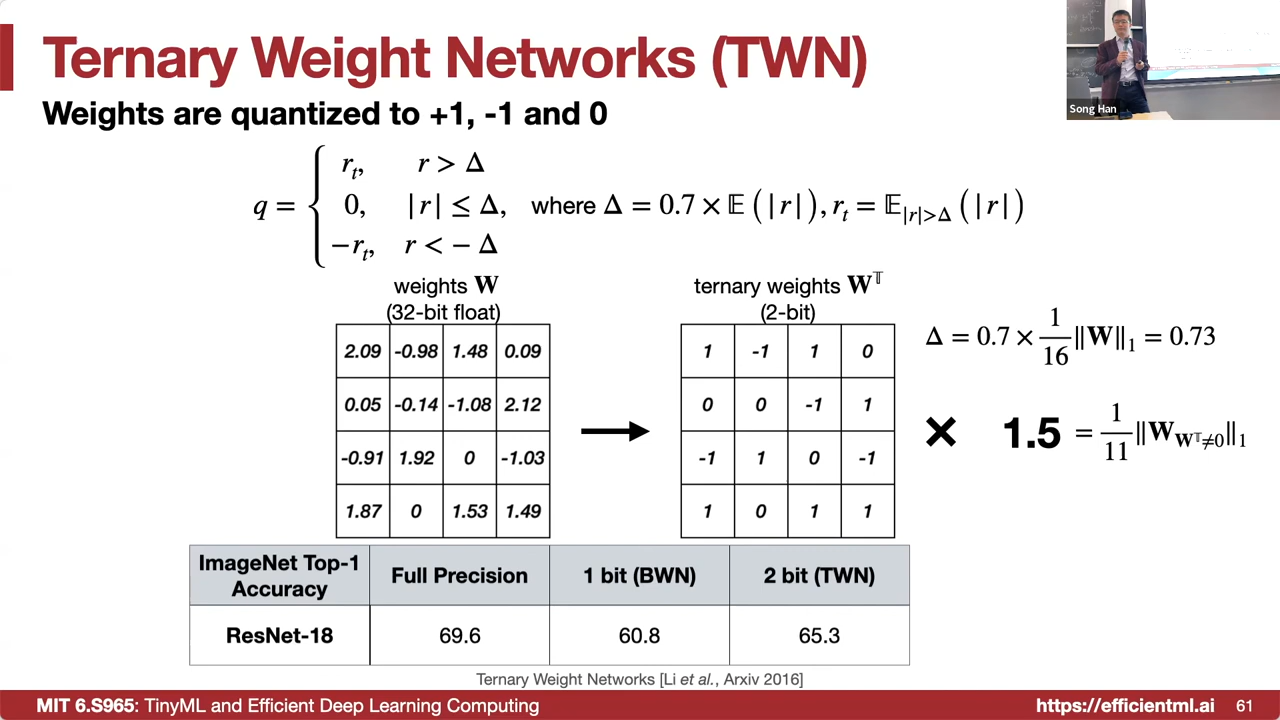 Ternary Weight Networks (TWN)
Song Han
Weights are quantized to +1, -1 and 0
q = { r_t, r > Δ
0, |r| ≤ Δ, where Δ = 0.7 × 𝔼(|r|), r_t = 𝔼_{|r|>Δ}(|r|)
−r_t, r < − Δ
weights W
(32-bit float)
2.09 -0.98 1.48 0.09
0.05 -0.14 -1.08 2.12
-0.91 1.92 0 -1.03
1.87 0 1.53 1.49
ternary weights W^𝕋
(2-bit)
1 -1 1 0
0 0 -1 1
-1 1 0 -1
1 0 1 1
Δ = 0.7 × 1/16 ‖W‖_1 = 0.73
× 1.5 = 1/11 ‖W_{W^𝕋≠0}‖_1
ImageNet Top-1 Accuracy Full Precision 1 bit (BWN) 2 bit (TWN)
ResNet-18 69.6 60.8 65.3
Ternary Weight Networks [Li et al., Arxiv 2016]
MIT 6.S965: TinyML and Efficient Deep Learning Computing https://efficientml.ai 61